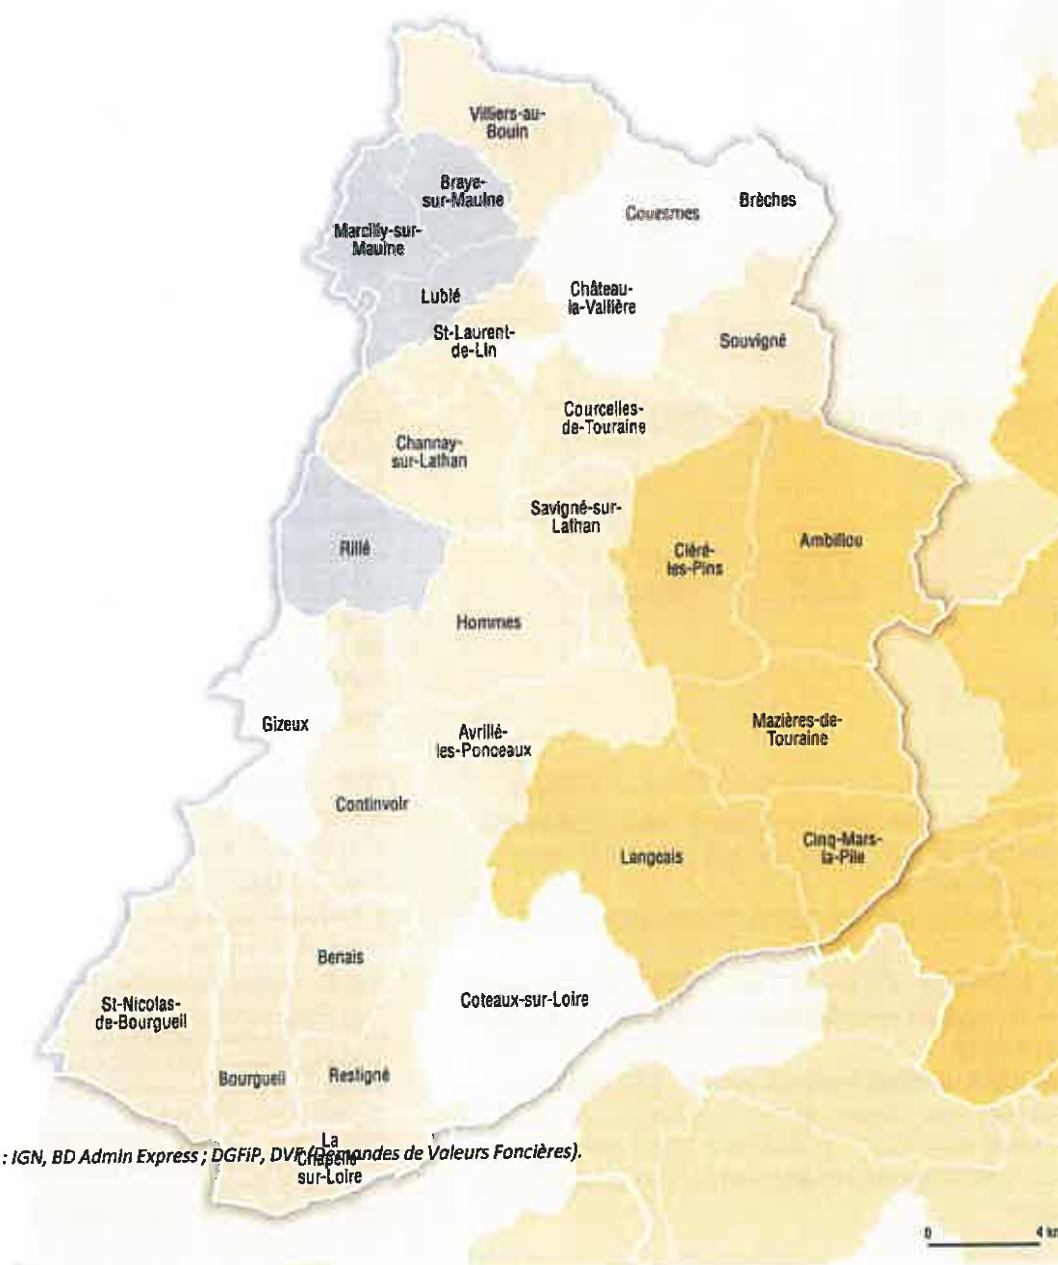 Villiers-au-
Bouin
Braye-
sur-Maulne
Brèches
Couesmes
Marcilly-sur-
Maulne
Lublé
Château-
la-Vallière
St-Laurent-
de-Lin
Souvigné
Courcelles-
de-Touraine
Channay-
sur-Lathan
Savigné-sur-
Lathan
Rillé
Cléré-
les-Pins
Ambillou
Hommes
Gizeux
Avrillé-
les-Ponceaux
Mazières-de-
Touraine
Continvoir
Langeais
Cinq-Mars-
la-Pile
Benais
St-Nicolas-
de-Bourgueil
Coteaux-sur-Loire
Bourgueil
Restigné
La
Chapelle-
sur-Loire
: IGN, BD Admin Express ; DGFiP, DVF (Demandes de Valeurs Foncières).
0 4 km